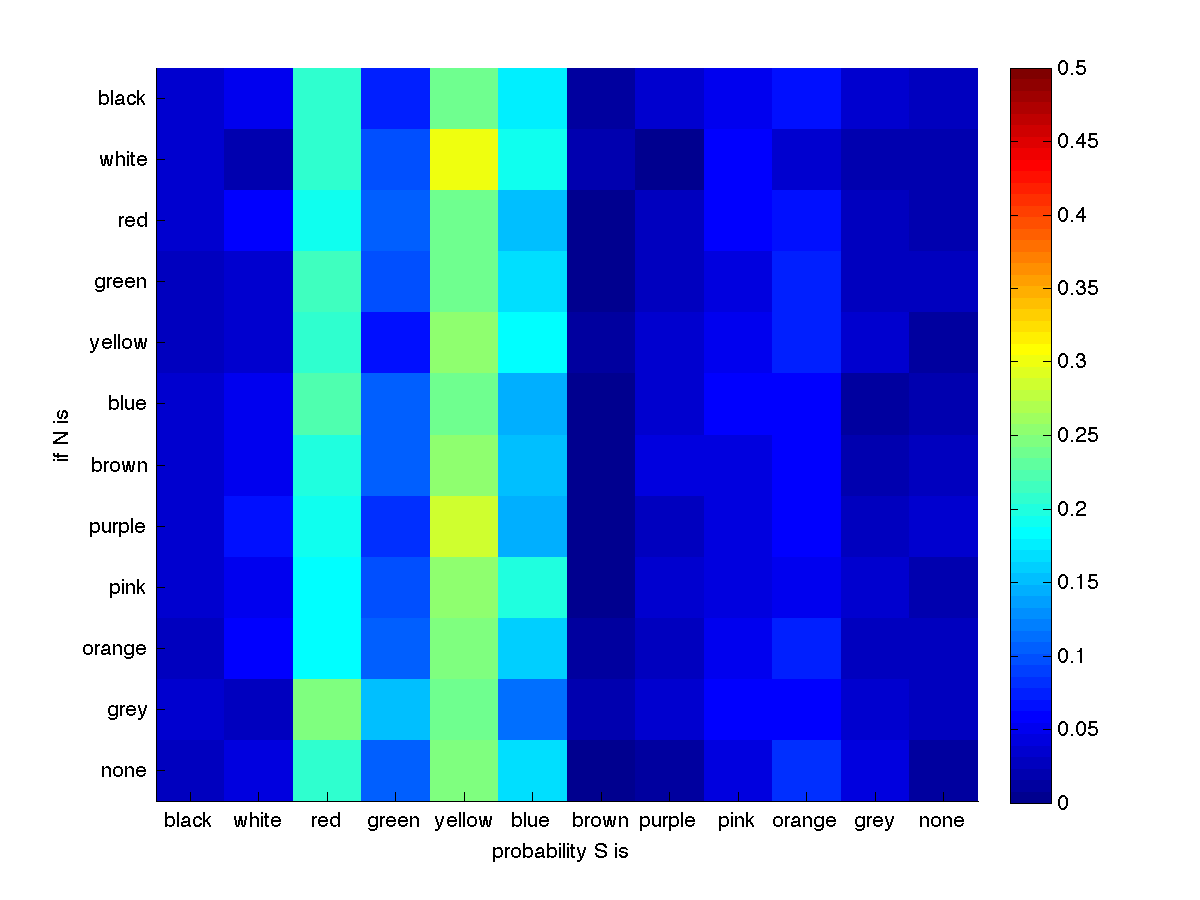 black
white
red
green
yellow
blue
brown
purple
pink
orange
grey
none
if N is
black white red green yellow blue brown purple pink orange grey none
probability S is
0.5
0.45
0.4
0.35
0.3
0.25
0.2
0.15
0.1
0.05
0